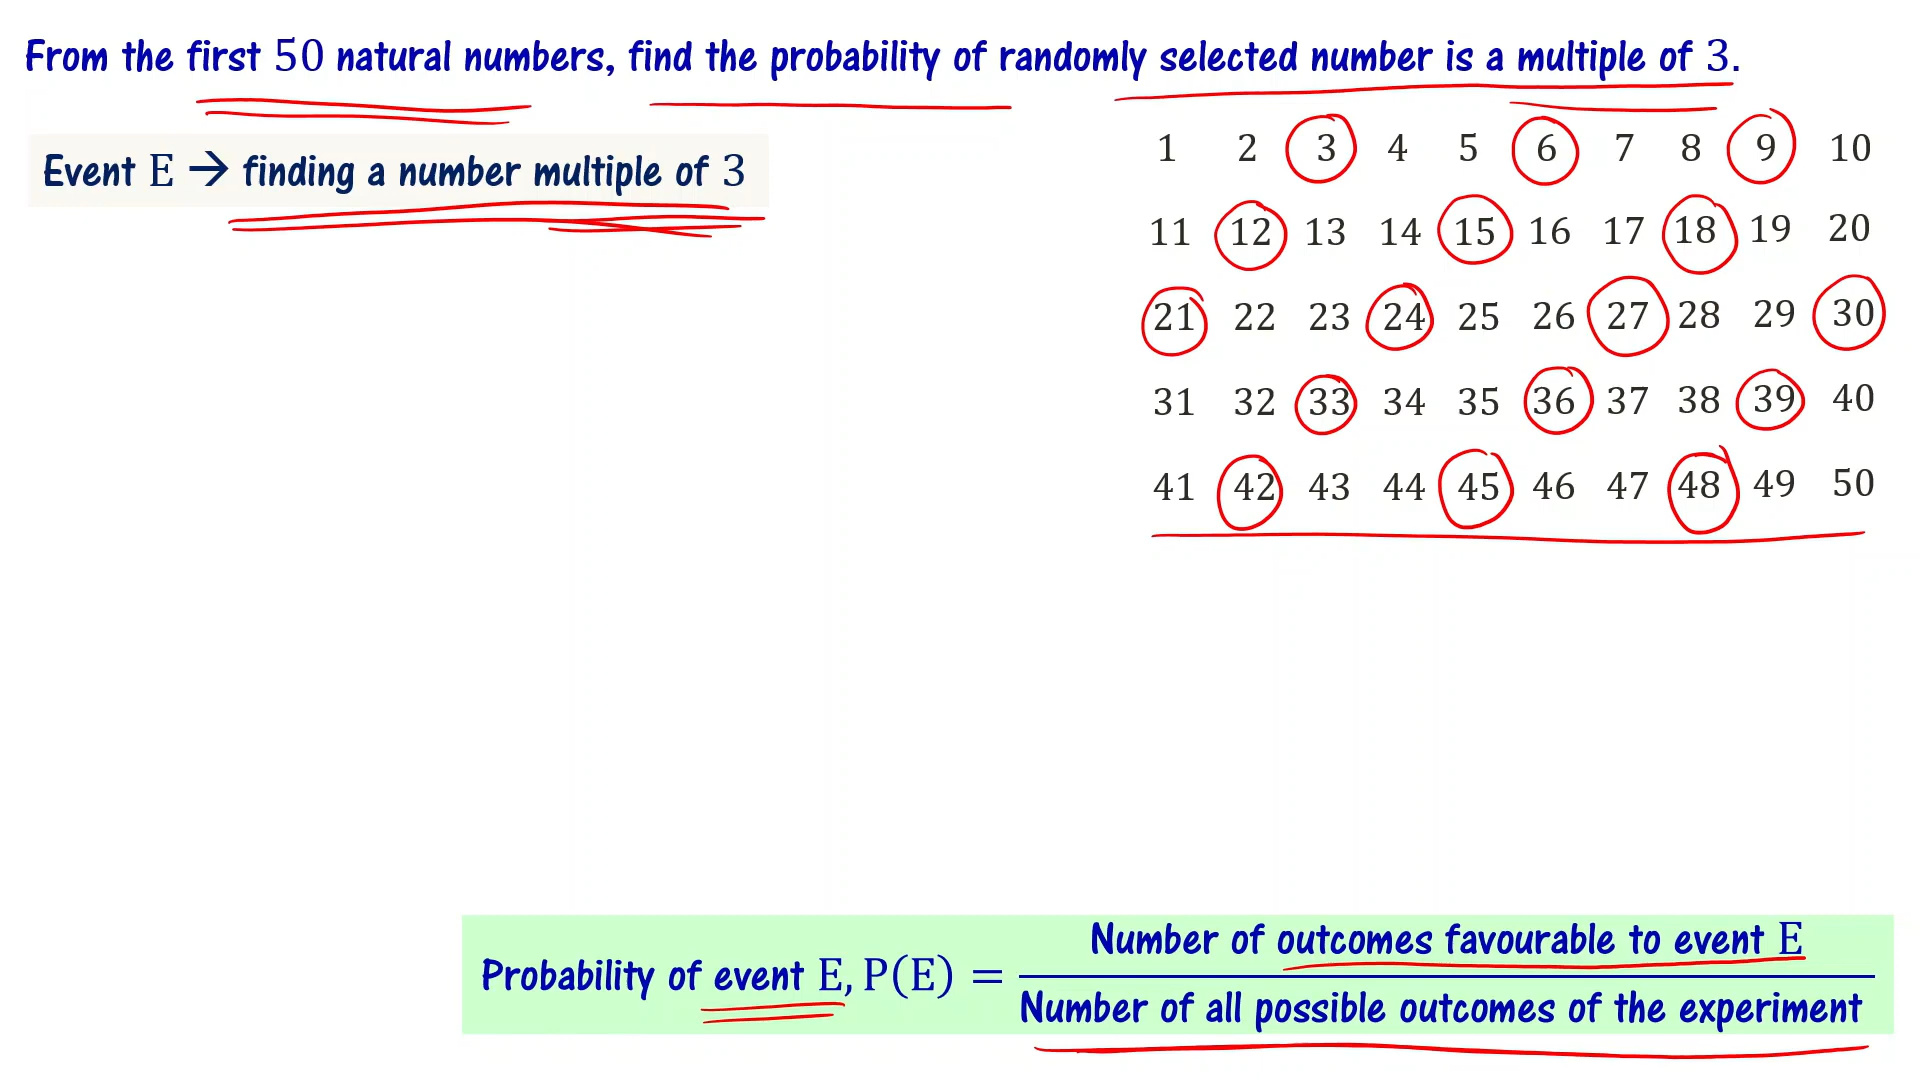 From the first 50 natural numbers, find the probability of randomly selected number is a multiple of 3.
Event E → finding a number multiple of 3
1 2 3 4 5 6 7 8 9 10
11 12 13 14 15 16 17 18 19 20
21 22 23 24 25 26 27 28 29 30
31 32 33 34 35 36 37 38 39 40
41 42 43 44 45 46 47 48 49 50
Number of outcomes favourable to event E
Probability of event E, P(E) =
Number of all possible outcomes of the experiment